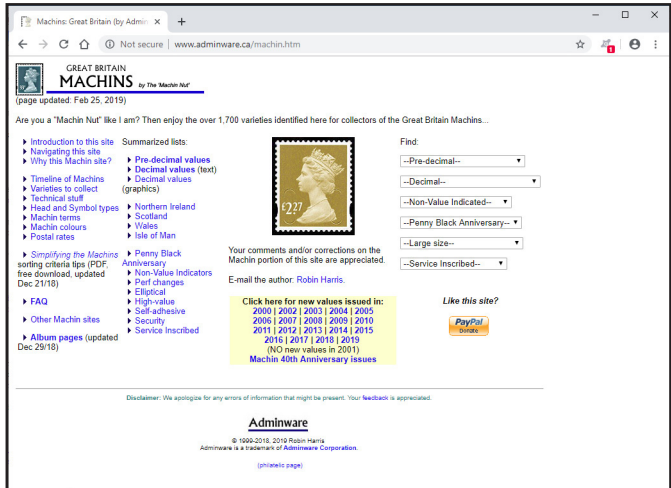 Machins: Great Britain (by Admin
Not secure | www.adminware.ca/machin.htm
1
GREAT BRITAIN
MACHINS by The 'Machin Nut'
(page updated: Feb 25, 2019)
Are you a "Machin Nut" like I am? Then enjoy the over 1,700 varieties identified here for collectors of the Great Britain Machins...
Introduction to this site
Navigating this site
Why this Machin site?
Timeline of Machins
Varieties to collect
Technical stuff
Head and Symbol types
Machin terms
Machin colours
Postal rates
Simplifying the Machins
sorting criteria tips (PDF,
free download, updated
Dec 21/18)
FAQ
Other Machin sites
Album pages (updated
Dec 29/18)
Summarized lists:
Pre-decimal values
Decimal values (text)
Decimal values
(graphics)
Northern Ireland
Scotland
Wales
Isle of Man
Penny Black
Anniversary
Non-Value Indicators
Perf changes
Elliptical
High-value
Self-adhesive
Security
Service Inscribed
£2.27
Your comments and/or corrections on the
Machin portion of this site are appreciated.
E-mail the author: Robin Harris.
Click here for new values issued in:
2000 | 2002 | 2003 | 2004 | 2005
2006 | 2007 | 2008 | 2009 | 2010
2011 | 2012 | 2013 | 2014 | 2015
2016 | 2017 | 2018 | 2019
(NO new values in 2001)
Machin 40th Anniversary issues
Find:
--Pre-decimal--
--Decimal--
--Non-Value Indicated--
--Penny Black Anniversary--
--Large size--
--Service Inscribed--
Like this site?
PayPal
Donate
Disclaimer: We apologize for any errors of information that might be present. Your feedback is appreciated.
Adminware
© 1999-2018, 2019 Robin Harris
Adminware is a trademark of Adminware Corporation.
(philatelic page)